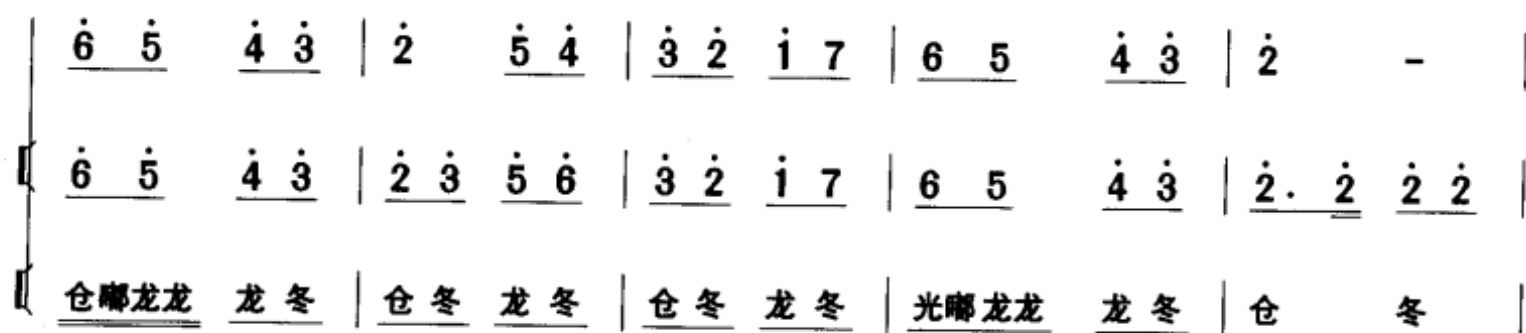 6̇ 5̇ 4̇ 3̇ | 2̇ 5̇ 4̇ | 3̇ 2̇ 1̇ 7 | 6 5 4̇ 3̇ | 2̇ - |
6̇ 5̇ 4̇ 3̇ | 2̇ 3̇ 5̇ 6̇ | 3̇ 2̇ 1̇ 7 | 6 5 4̇ 3̇ | 2̇. 2̇ 2̇ 2̇ |
仓嘟龙龙 龙冬 | 仓冬 龙冬 | 仓冬 龙冬 | 光嘟龙龙 龙冬 | 仓 冬 |